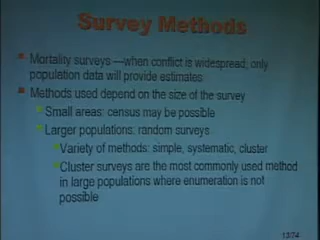 Survey Methods
Mortality surveys —when conflict is widespread; only
population data will provide estimates
Methods used depend on the size of the survey
Small areas: census may be possible
Larger populations: random surveys
Variety of methods: simple, systematic, cluster
Cluster surveys are the most commonly used method
in large populations where enumeration is not
possible
13/74